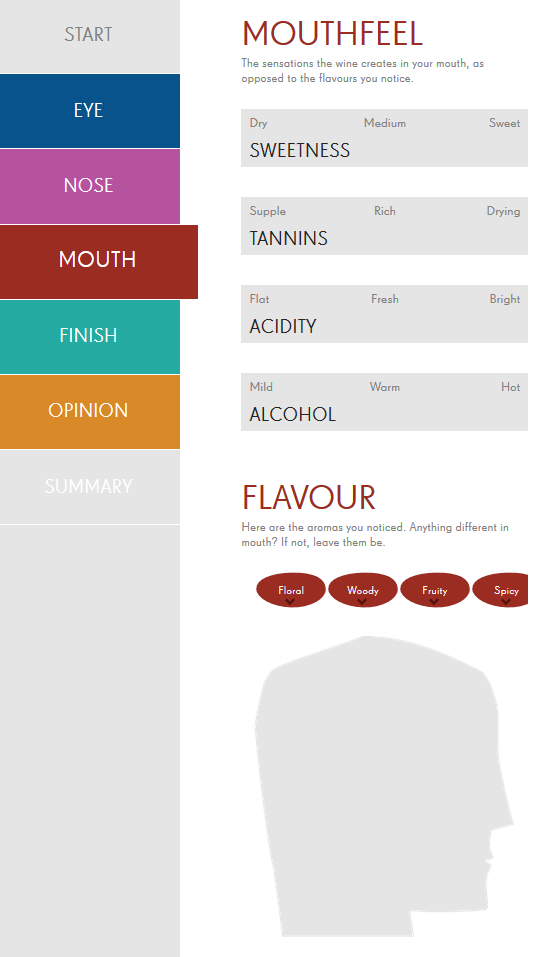 START
EYE
NOSE
MOUTH
FINISH
OPINION
SUMMARY
MOUTHFEEL
The sensations the wine creates in your mouth, as
opposed to the flavours you notice.
Dry Medium Sweet
SWEETNESS
Supple Rich Drying
TANNINS
Flat Fresh Bright
ACIDITY
Mild Warm Hot
ALCOHOL
FLAVOUR
Here are the aromas you noticed. Anything different in
mouth? If not, leave them be.
Floral Woody Fruity Spicy